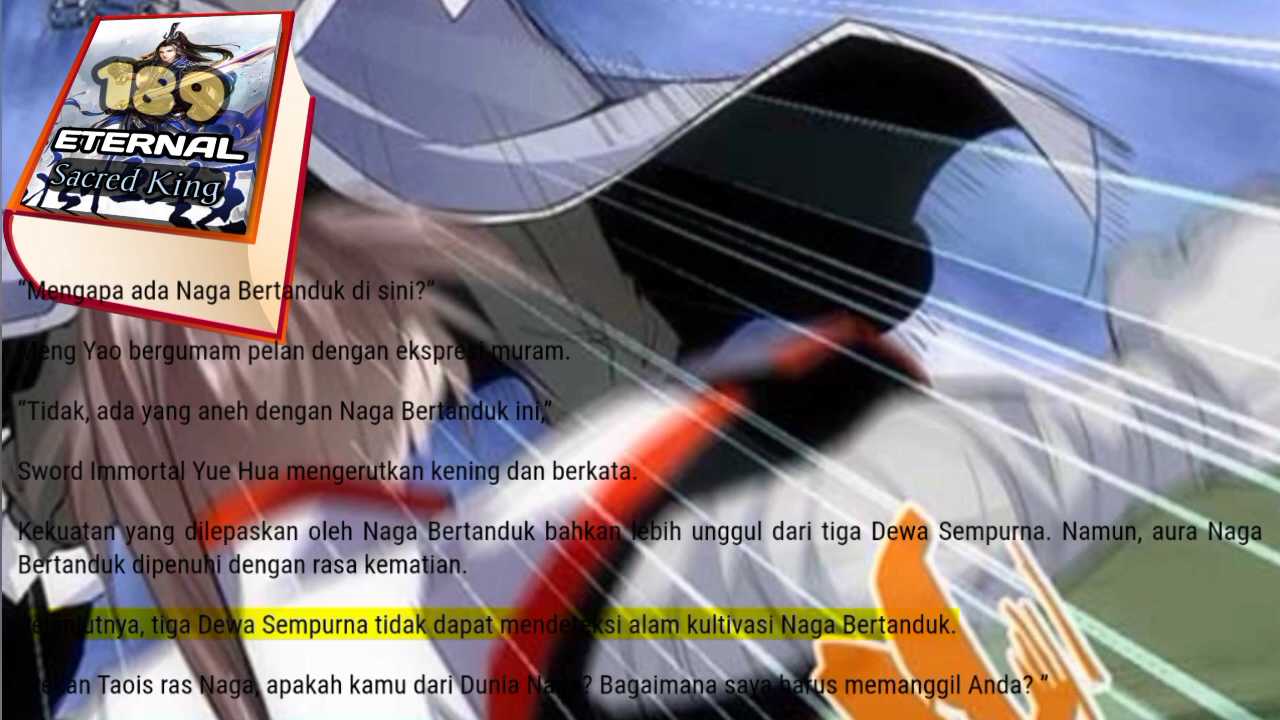 189
ETERNAL
Sacred King
“Mengapa ada Naga Bertanduk di sini?”
Meng Yao bergumam pelan dengan ekspresi muram.
“Tidak, ada yang aneh dengan Naga Bertanduk ini,”
Sword Immortal Yue Hua mengerutkan kening dan berkata.
Kekuatan yang dilepaskan oleh Naga Bertanduk bahkan lebih unggul dari tiga Dewa Sempurna. Namun, aura Naga
Bertanduk dipenuhi dengan rasa kematian.
Selanjutnya, tiga Dewa Sempurna tidak dapat mendeteksi alam kultivasi Naga Bertanduk.
Taois ras Naga, apakah kamu dari Dunia Naga? Bagaimana saya harus memanggil Anda? ”